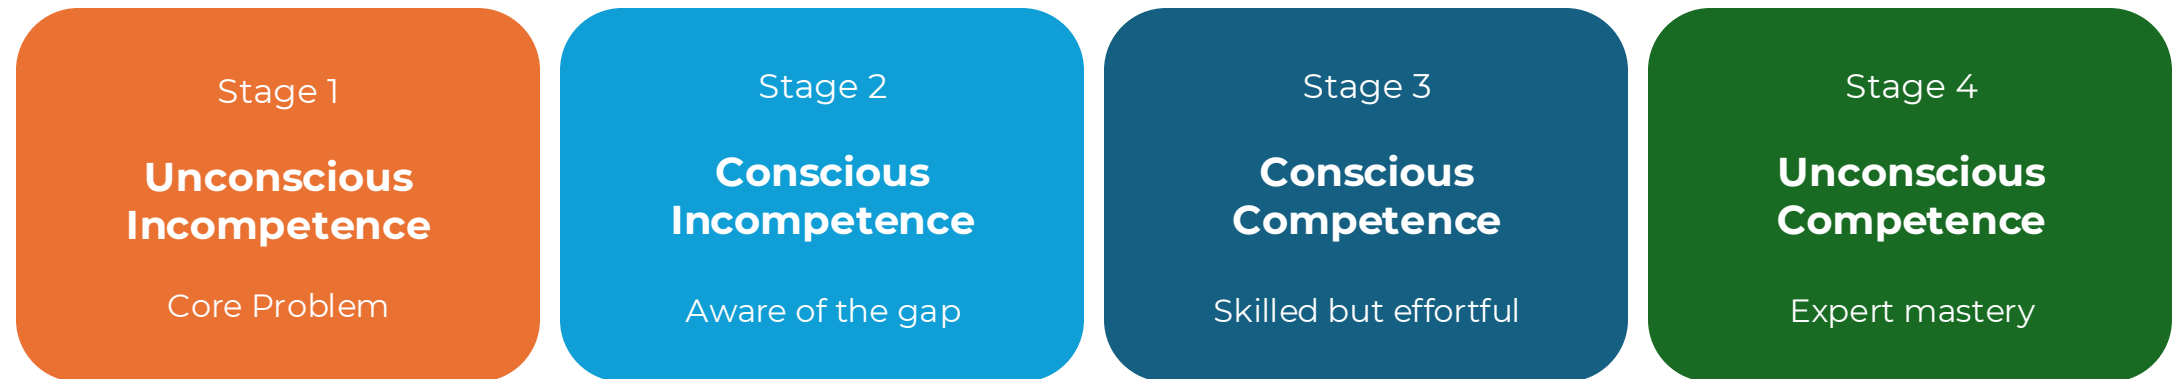 Stage 1
Unconscious
Incompetence
Core Problem
Stage 2
Conscious
Incompetence
Aware of the gap
Stage 3
Conscious
Competence
Skilled but effortful
Stage 4
Unconscious
Competence
Expert mastery